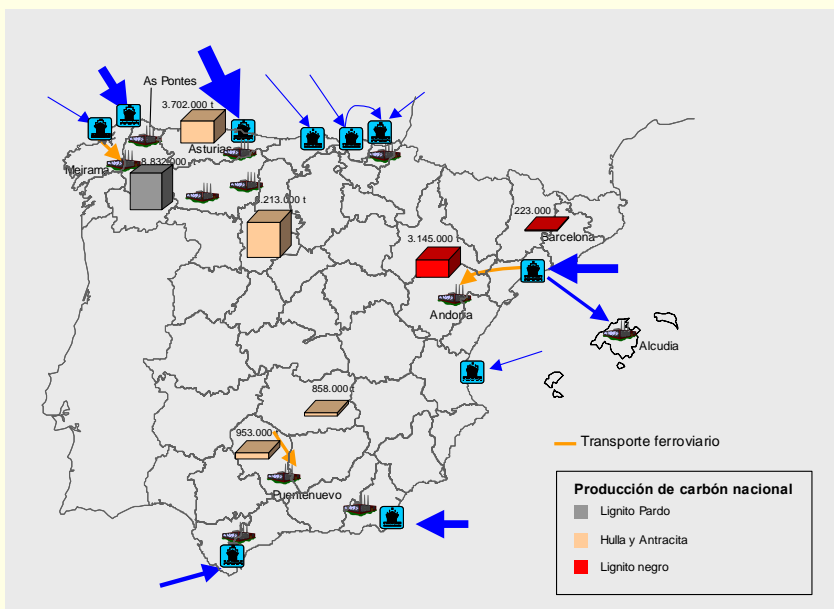 As Pontes
3.702.000 t
Asturias
Meirama
8.832.000
6.213.000 t
223.000 t
Barcelona
3.145.000 t
Andorra
Alcudia
858.000 t
953.000 t
Puentenuevo
Transporte ferroviario
Producción de carbón nacional
Lignito Pardo
Hulla y Antracita
Lignito negro